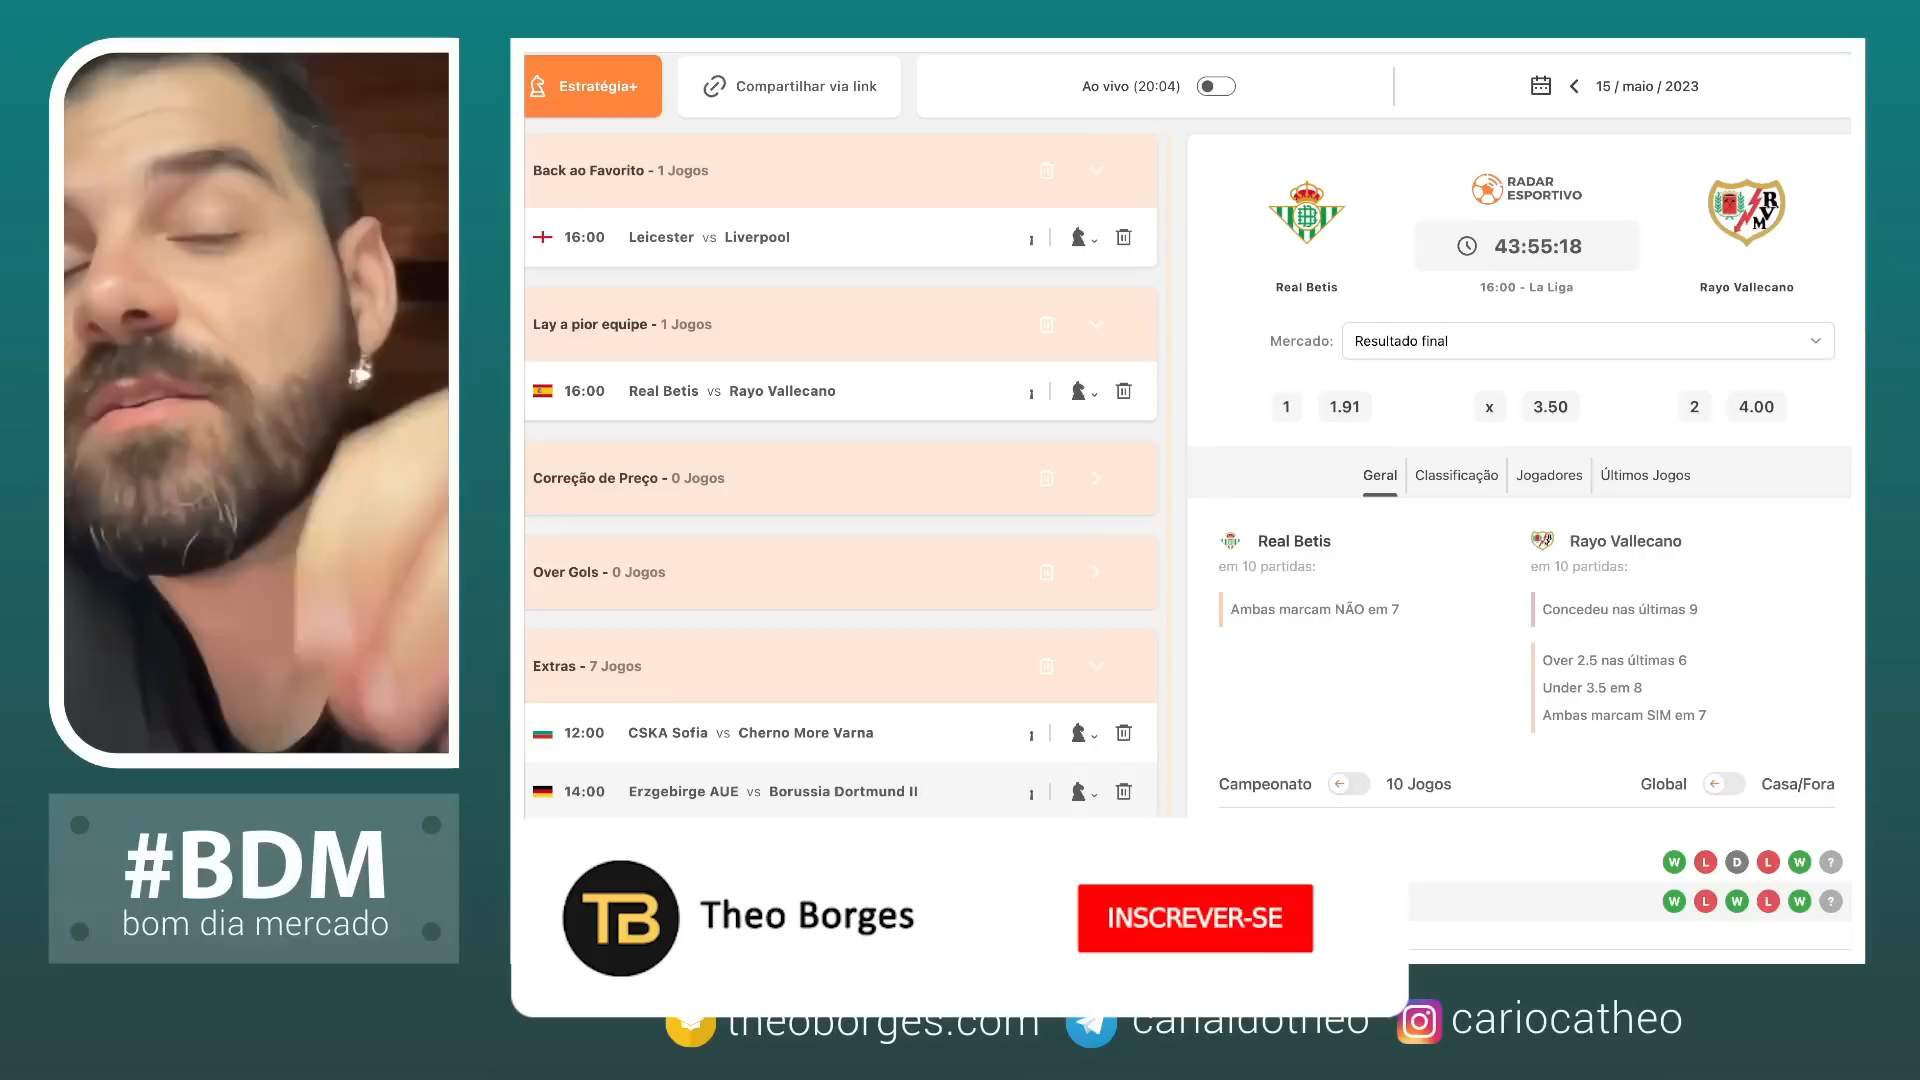 Estratégia+
Compartilhar via link
Ao vivo (20:04)
15 / maio / 2023
Back ao Favorito - 1 Jogos
16:00 Leicester vs Liverpool
Lay a pior equipe - 1 Jogos
16:00 Real Betis vs Rayo Vallecano
Correção de Preço - 0 Jogos
Over Gols - 0 Jogos
Extras - 7 Jogos
12:00 CSKA Sofia vs Cherno More Varna
14:00 Erzgebirge AUE vs Borussia Dortmund II
RADAR
ESPORTIVO
43:55:18
Real Betis
16:00 - La Liga
Rayo Vallecano
Mercado: Resultado final
1 1.91 x 3.50 2 4.00
Geral Classificação Jogadores Últimos Jogos
Real Betis
em 10 partidas:
Ambas marcam NÃO em 7
Rayo Vallecano
em 10 partidas:
Concedeu nas últimas 9
Over 2.5 nas últimas 6
Under 3.5 em 8
Ambas marcam SIM em 7
Campeonato 10 Jogos
Global Casa/Fora
W L D L W ?
W L W L W ?
#BDM
bom dia mercado
TB
Theo Borges
INSCREVER-SE
theoborges.com
canaldotheo
cariocatheo